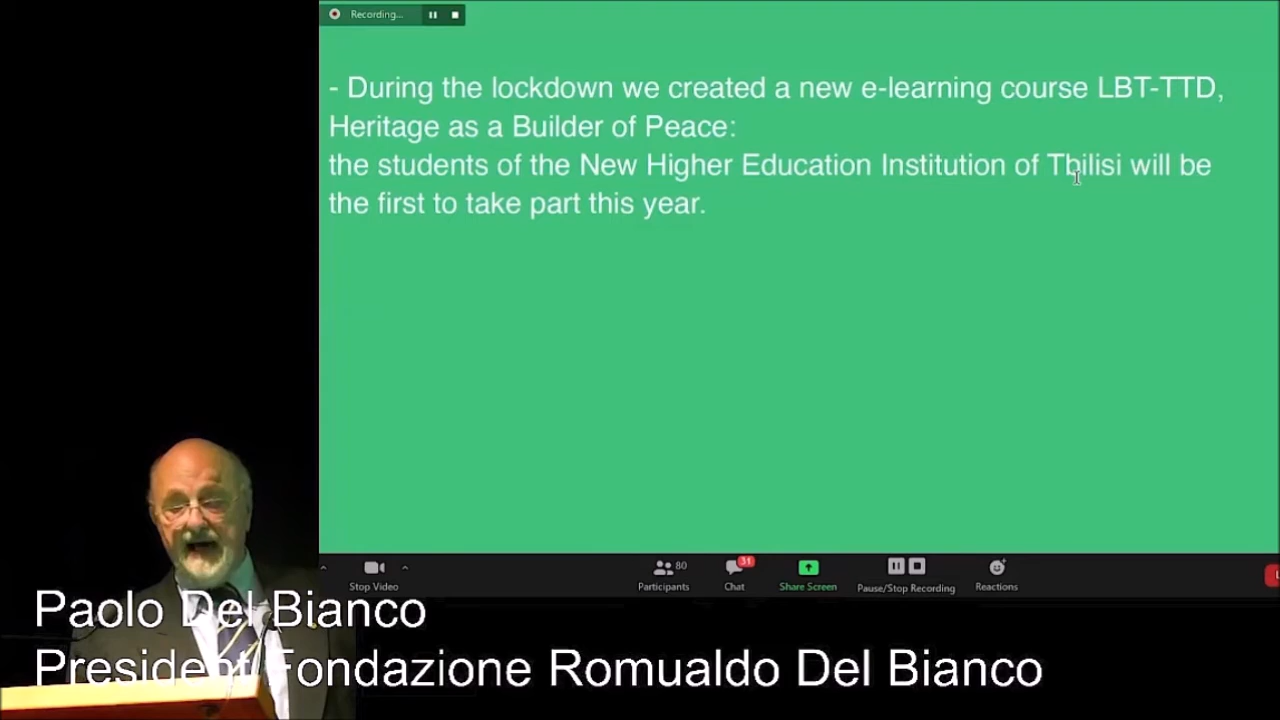 Recording...
- During the lockdown we created a new e-learning course LBT-TTD,
Heritage as a Builder of Peace:
the students of the New Higher Education Institution of Tbilisi will be
the first to take part this year.
Stop Video
80
Participants
31
Chat
Share Screen
Pause/Stop Recording
Reactions
Paolo Del Bianco
President Fondazione Romualdo Del Bianco